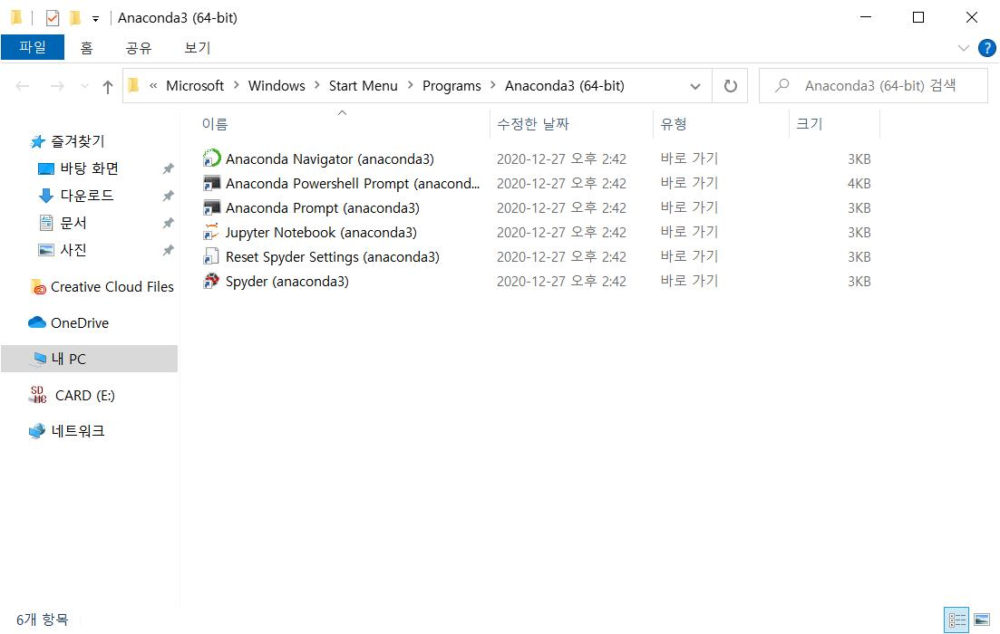 Anaconda3 (64-bit)
파일 홈 공유 보기
« Microsoft > Windows > Start Menu > Programs > Anaconda3 (64-bit)
Anaconda3 (64-bit) 검색
즐겨찾기
바탕 화면
다운로드
문서
사진
Creative Cloud Files
OneDrive
내 PC
SD HC CARD (E:)
네트워크
이름 수정한 날짜 유형 크기
Anaconda Navigator (anaconda3) 2020-12-27 오후 2:42 바로 가기 3KB
Anaconda Powershell Prompt (anacond... 2020-12-27 오후 2:42 바로 가기 4KB
Anaconda Prompt (anaconda3) 2020-12-27 오후 2:42 바로 가기 3KB
Jupyter Notebook (anaconda3) 2020-12-27 오후 2:42 바로 가기 3KB
Reset Spyder Settings (anaconda3) 2020-12-27 오후 2:42 바로 가기 3KB
Spyder (anaconda3) 2020-12-27 오후 2:42 바로 가기 3KB
6개 항목